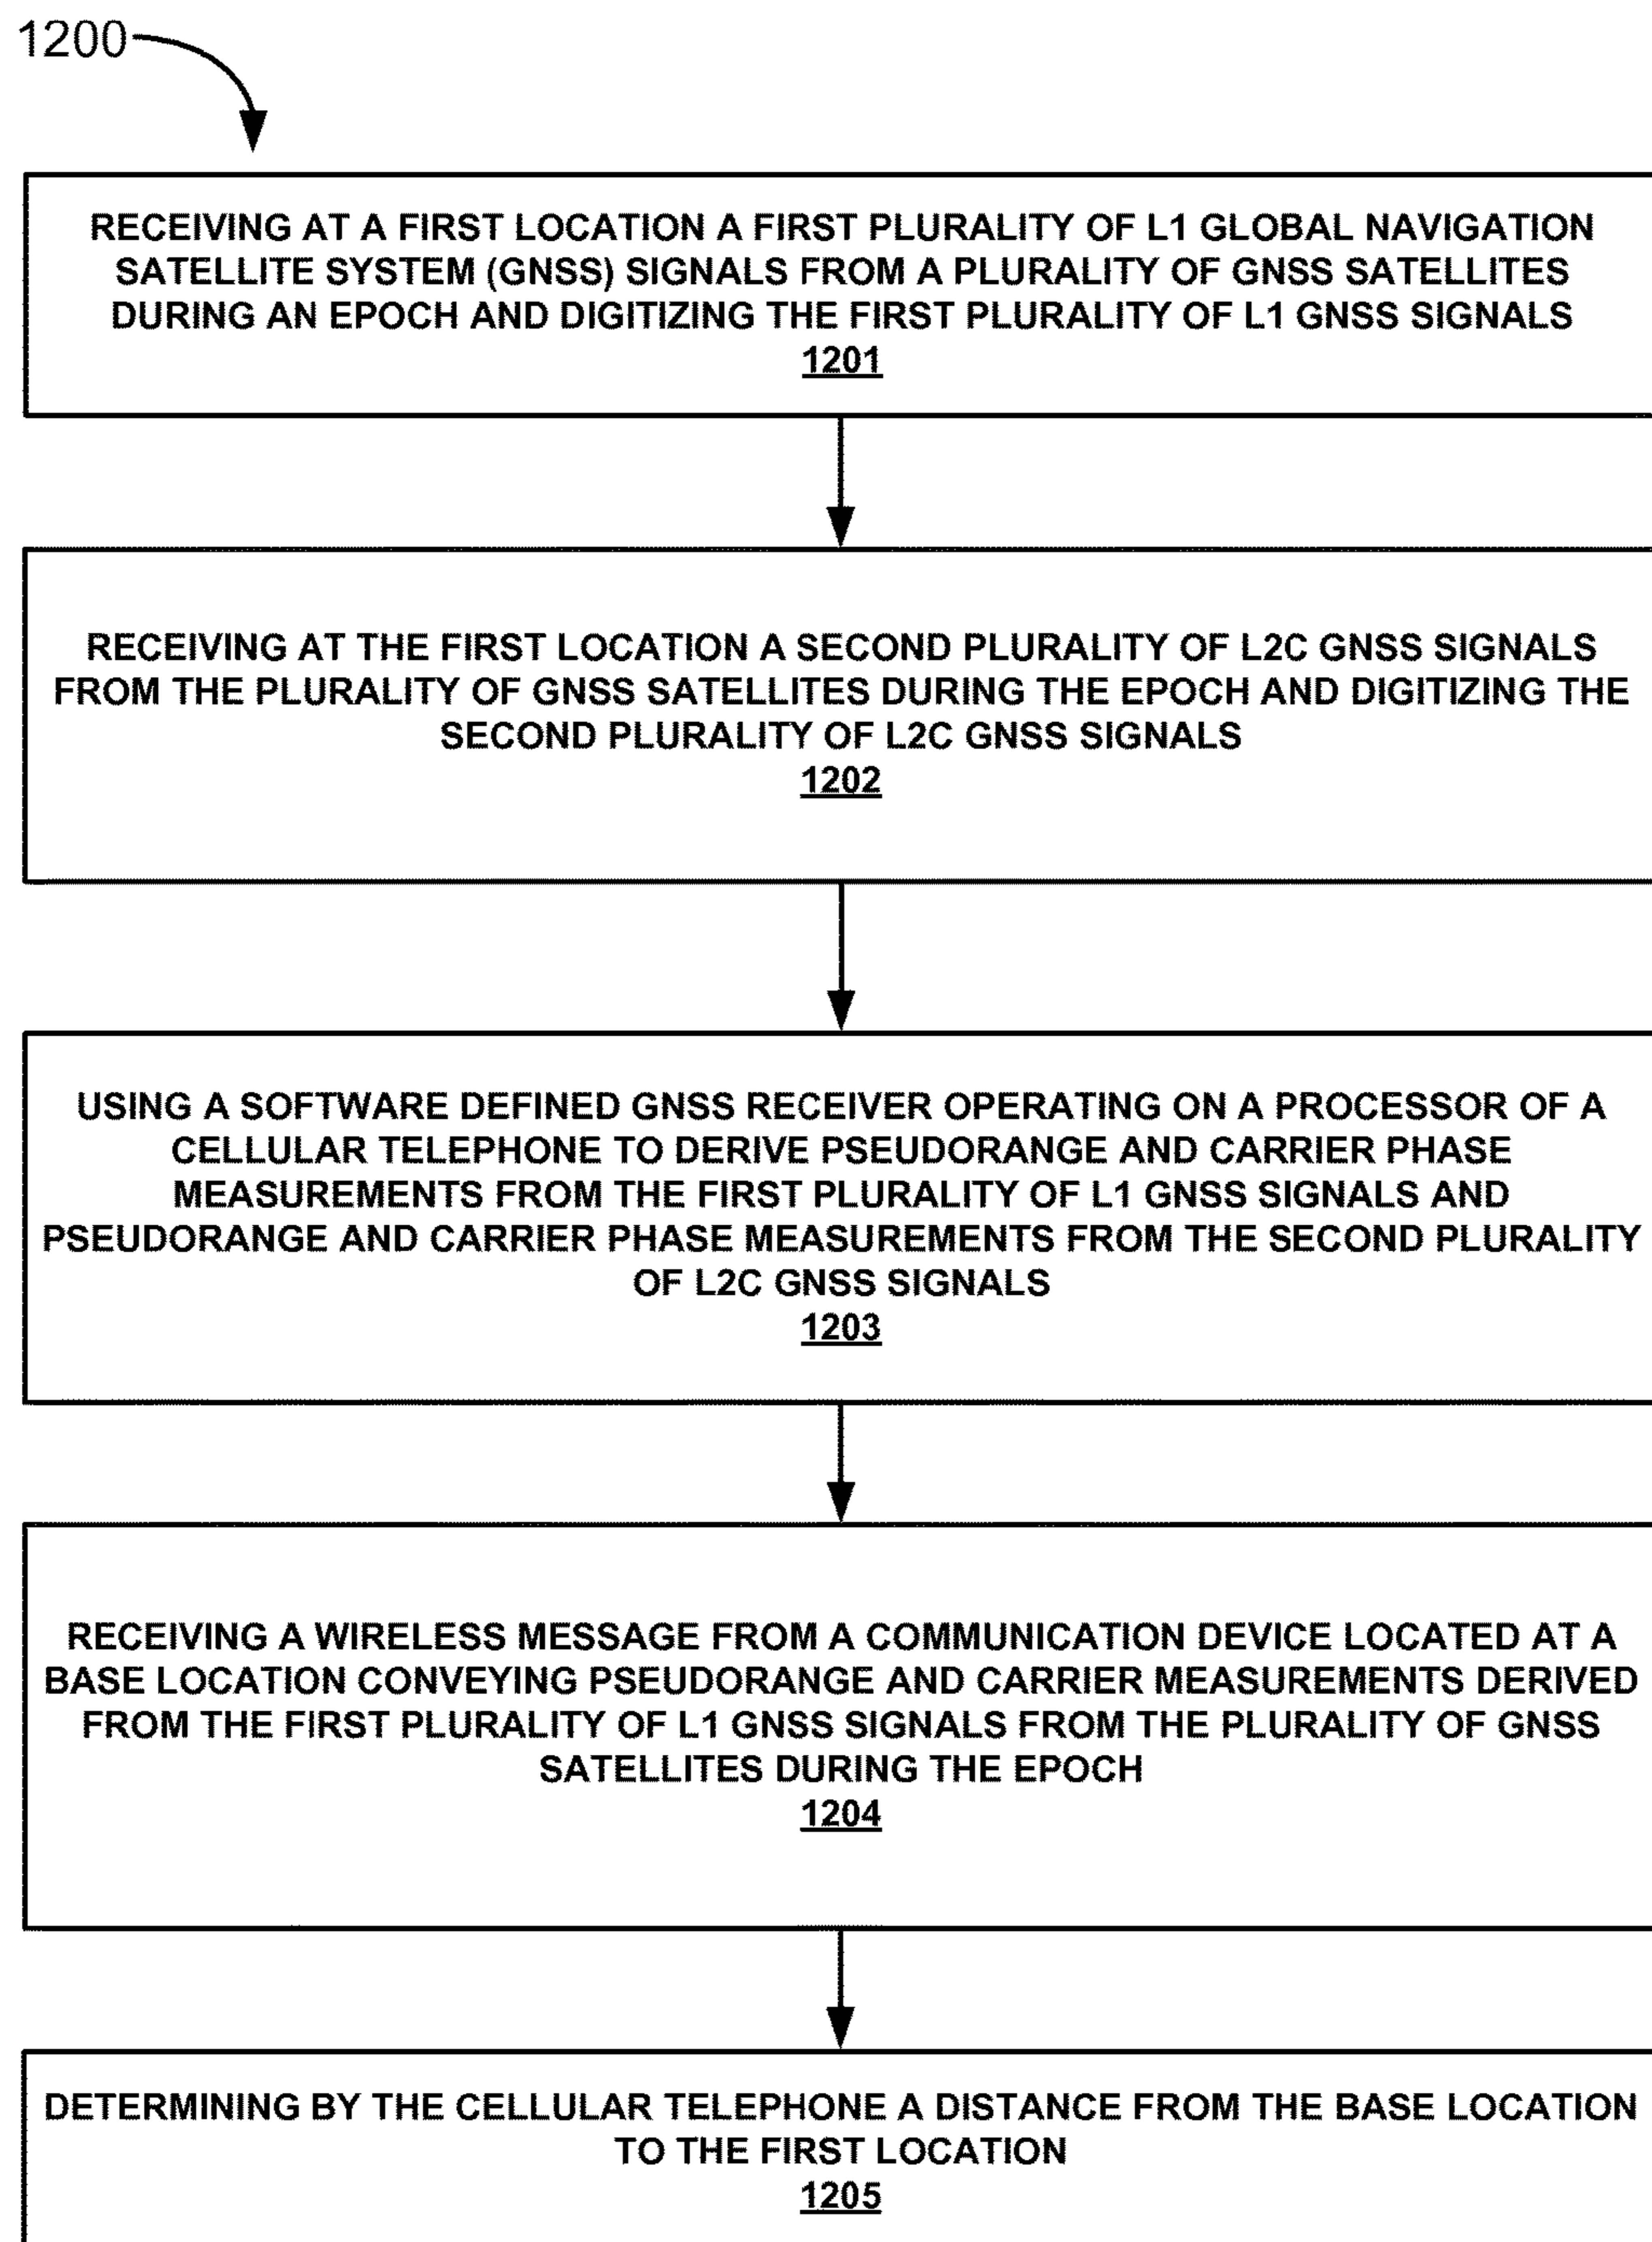 1200
RECEIVING AT A FIRST LOCATION A FIRST PLURALITY OF L1 GLOBAL NAVIGATION
SATELLITE SYSTEM (GNSS) SIGNALS FROM A PLURALITY OF GNSS SATELLITES
DURING AN EPOCH AND DIGITIZING THE FIRST PLURALITY OF L1 GNSS SIGNALS
1201
RECEIVING AT THE FIRST LOCATION A SECOND PLURALITY OF L2C GNSS SIGNALS
FROM THE PLURALITY OF GNSS SATELLITES DURING THE EPOCH AND DIGITIZING THE
SECOND PLURALITY OF L2C GNSS SIGNALS
1202
USING A SOFTWARE DEFINED GNSS RECEIVER OPERATING ON A PROCESSOR OF A
CELLULAR TELEPHONE TO DERIVE PSEUDORANGE AND CARRIER PHASE
MEASUREMENTS FROM THE FIRST PLURALITY OF L1 GNSS SIGNALS AND
PSEUDORANGE AND CARRIER PHASE MEASUREMENTS FROM THE SECOND PLURALITY
OF L2C GNSS SIGNALS
1203
RECEIVING A WIRELESS MESSAGE FROM A COMMUNICATION DEVICE LOCATED AT A
BASE LOCATION CONVEYING PSEUDORANGE AND CARRIER MEASUREMENTS DERIVED
FROM THE FIRST PLURALITY OF L1 GNSS SIGNALS FROM THE PLURALITY OF GNSS
SATELLITES DURING THE EPOCH
1204
DETERMINING BY THE CELLULAR TELEPHONE A DISTANCE FROM THE BASE LOCATION
TO THE FIRST LOCATION
1205